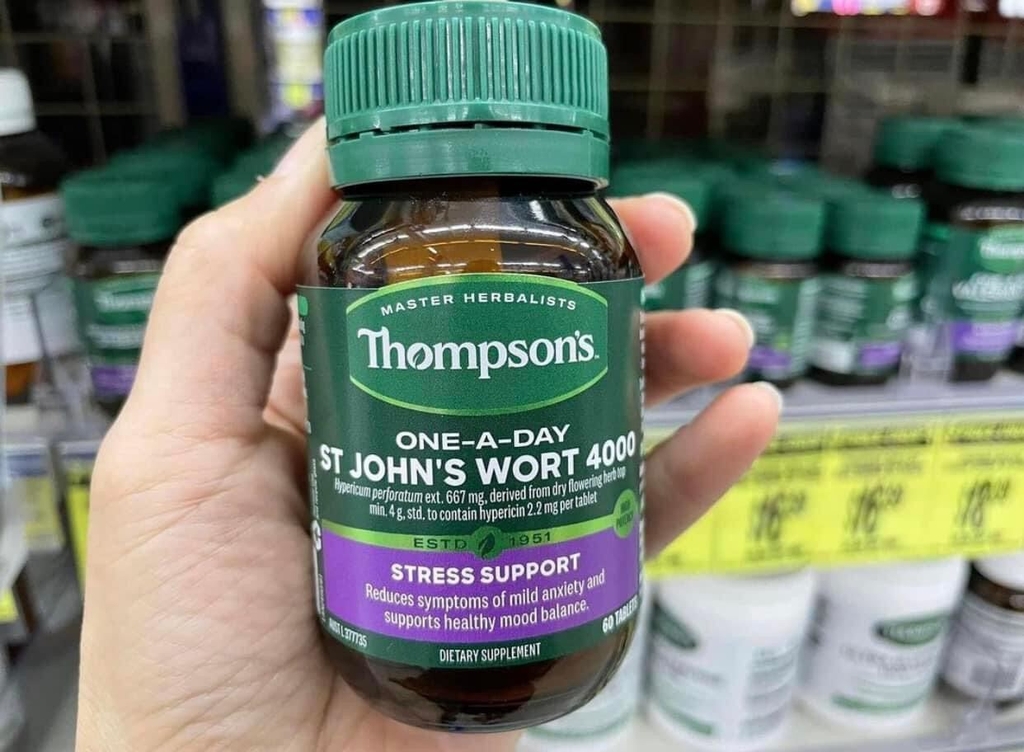 MASTER HERBALISTS
Thompson's
ONE-A-DAY
ST JOHN'S WORT 4000
Hypericum perforatum ext. 667 mg, derived from dry flowering herb top
min. 4 g, std. to contain hypericin 2.2 mg per tablet
ESTD 1951
STRESS SUPPORT
Reduces symptoms of mild anxiety and
supports healthy mood balance.
60 TABLETS
AUST L 377735
DIETARY SUPPLEMENT